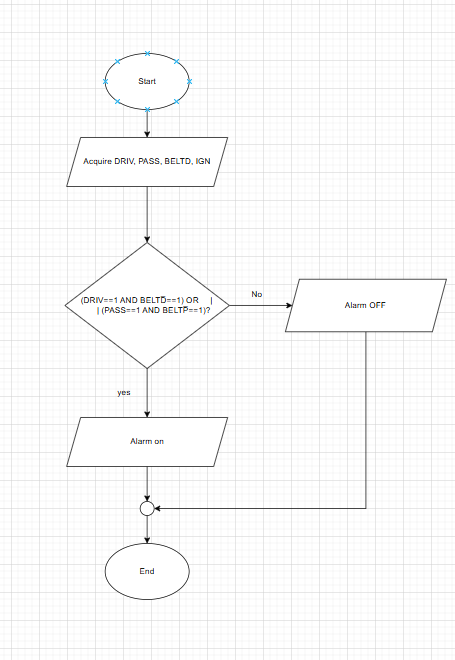 Start
Acquire DRIV, PASS, BELTD, IGN
(DRIV==1 AND BELTD==1) OR |
| (PASS==1 AND BELTP==1)?
No
Alarm OFF
yes
Alarm on
End